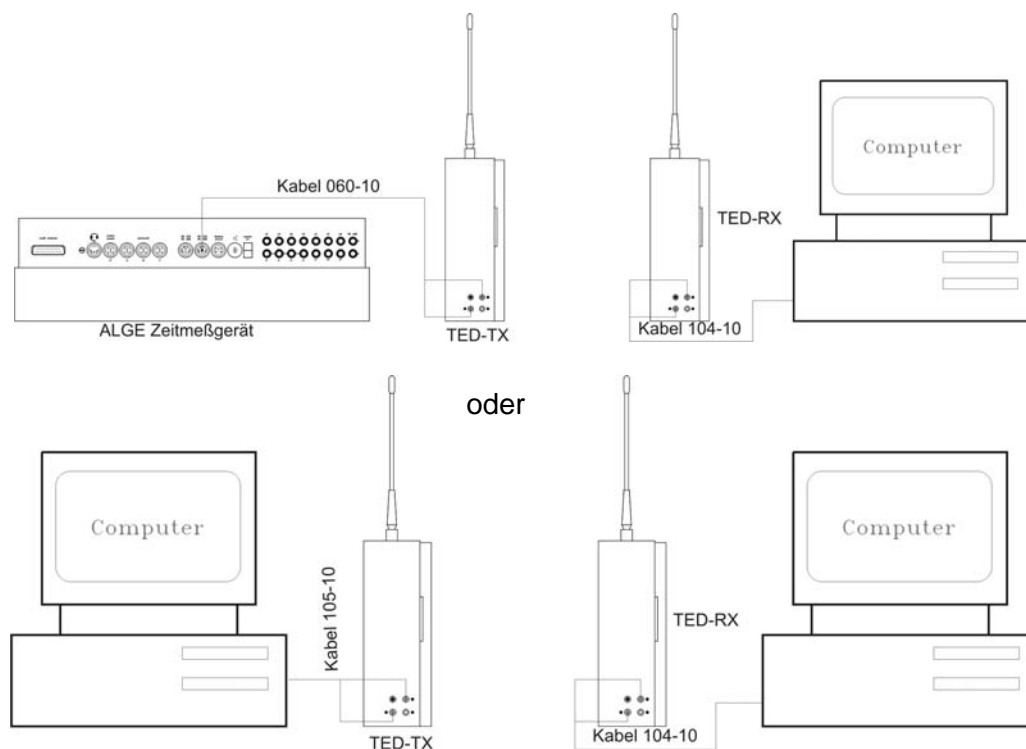 Kabel 060-10
Computer
TED-RX
Kabel 104-10
ALGE Zeitmeßgerät
TED-TX
oder
Computer
Kabel 105-10
TED-TX
Computer
TED-RX
Kabel 104-10